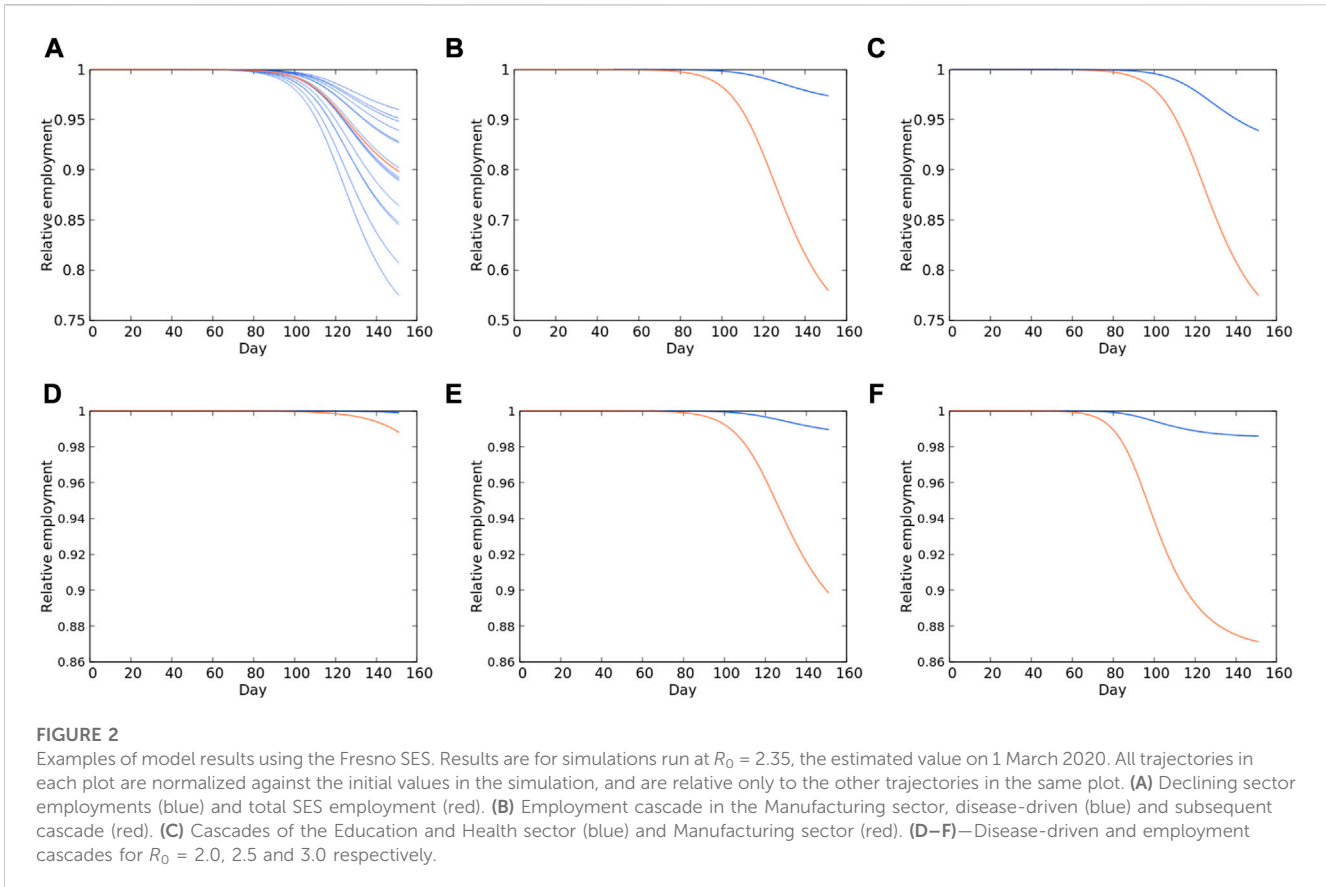 A
1
0.95
0.9
0.85
0.8
0.75
Relative employment
0 20 40 60 80 100 120 140 160
Day
B
1
0.9
0.8
0.7
0.6
0.5
Relative employment
0 20 40 60 80 100 120 140 160
Day
C
1
0.95
0.9
0.85
0.8
0.75
Relative employment
0 20 40 60 80 100 120 140 160
Day
D
1
0.98
0.96
0.94
0.92
0.9
0.88
0.86
Relative employment
0 20 40 60 80 100 120 140 160
Day
E
1
0.98
0.96
0.94
0.92
0.9
0.88
0.86
Relative employment
0 20 40 60 80 100 120 140 160
Day
F
1
0.98
0.96
0.94
0.92
0.9
0.88
0.86
Relative employment
0 20 40 60 80 100 120 140 160
Day
FIGURE 2
Examples of model results using the Fresno SES. Results are for simulations run at R₀ = 2.35, the estimated value on 1 March 2020. All trajectories in
each plot are normalized against the initial values in the simulation, and are relative only to the other trajectories in the same plot. (A) Declining sector
employments (blue) and total SES employment (red). (B) Employment cascade in the Manufacturing sector, disease-driven (blue) and subsequent
cascade (red). (C) Cascades of the Education and Health sector (blue) and Manufacturing sector (red). (D–F)—Disease-driven and employment
cascades for R₀ = 2.0, 2.5 and 3.0 respectively.